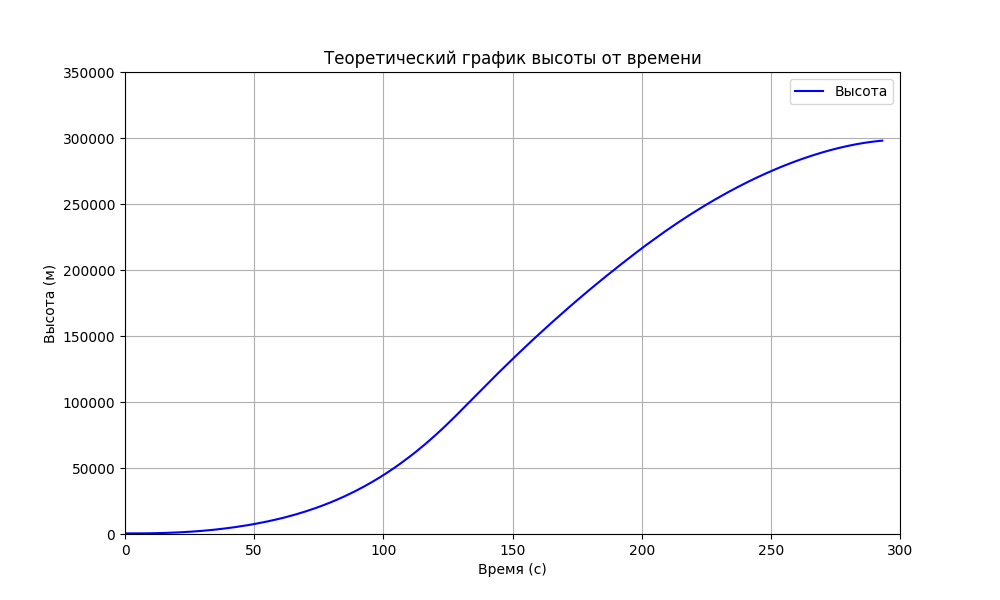 Теоретический график высоты от времени
Высота
350000
300000
250000
200000
150000
100000
50000
0
Высота (м)
0 50 100 150 200 250 300
Время (с)